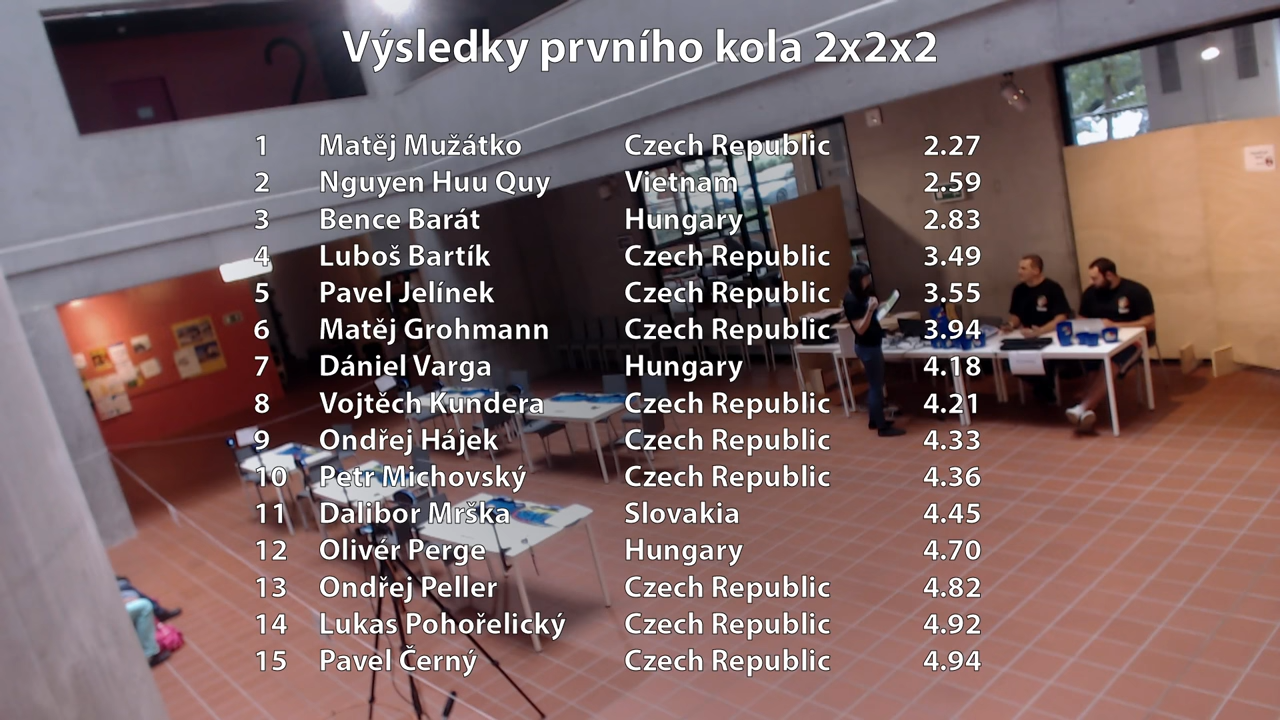 Výsledky prvního kola 2x2x2
1 Matěj Mužátko Czech Republic 2.27
2 Nguyen Huu Quy Vietnam 2.59
3 Bence Barát Hungary 2.83
4 Luboš Bartík Czech Republic 3.49
5 Pavel Jelínek Czech Republic 3.55
6 Matěj Grohmann Czech Republic 3.94
7 Dániel Varga Hungary 4.18
8 Vojtěch Kundera Czech Republic 4.21
9 Ondřej Hájek Czech Republic 4.33
10 Petr Michovský Czech Republic 4.36
11 Dalibor Mrška Slovakia 4.45
12 Olivér Perge Hungary 4.70
13 Ondřej Peller Czech Republic 4.82
14 Lukas Pohořelický Czech Republic 4.92
15 Pavel Černý Czech Republic 4.94